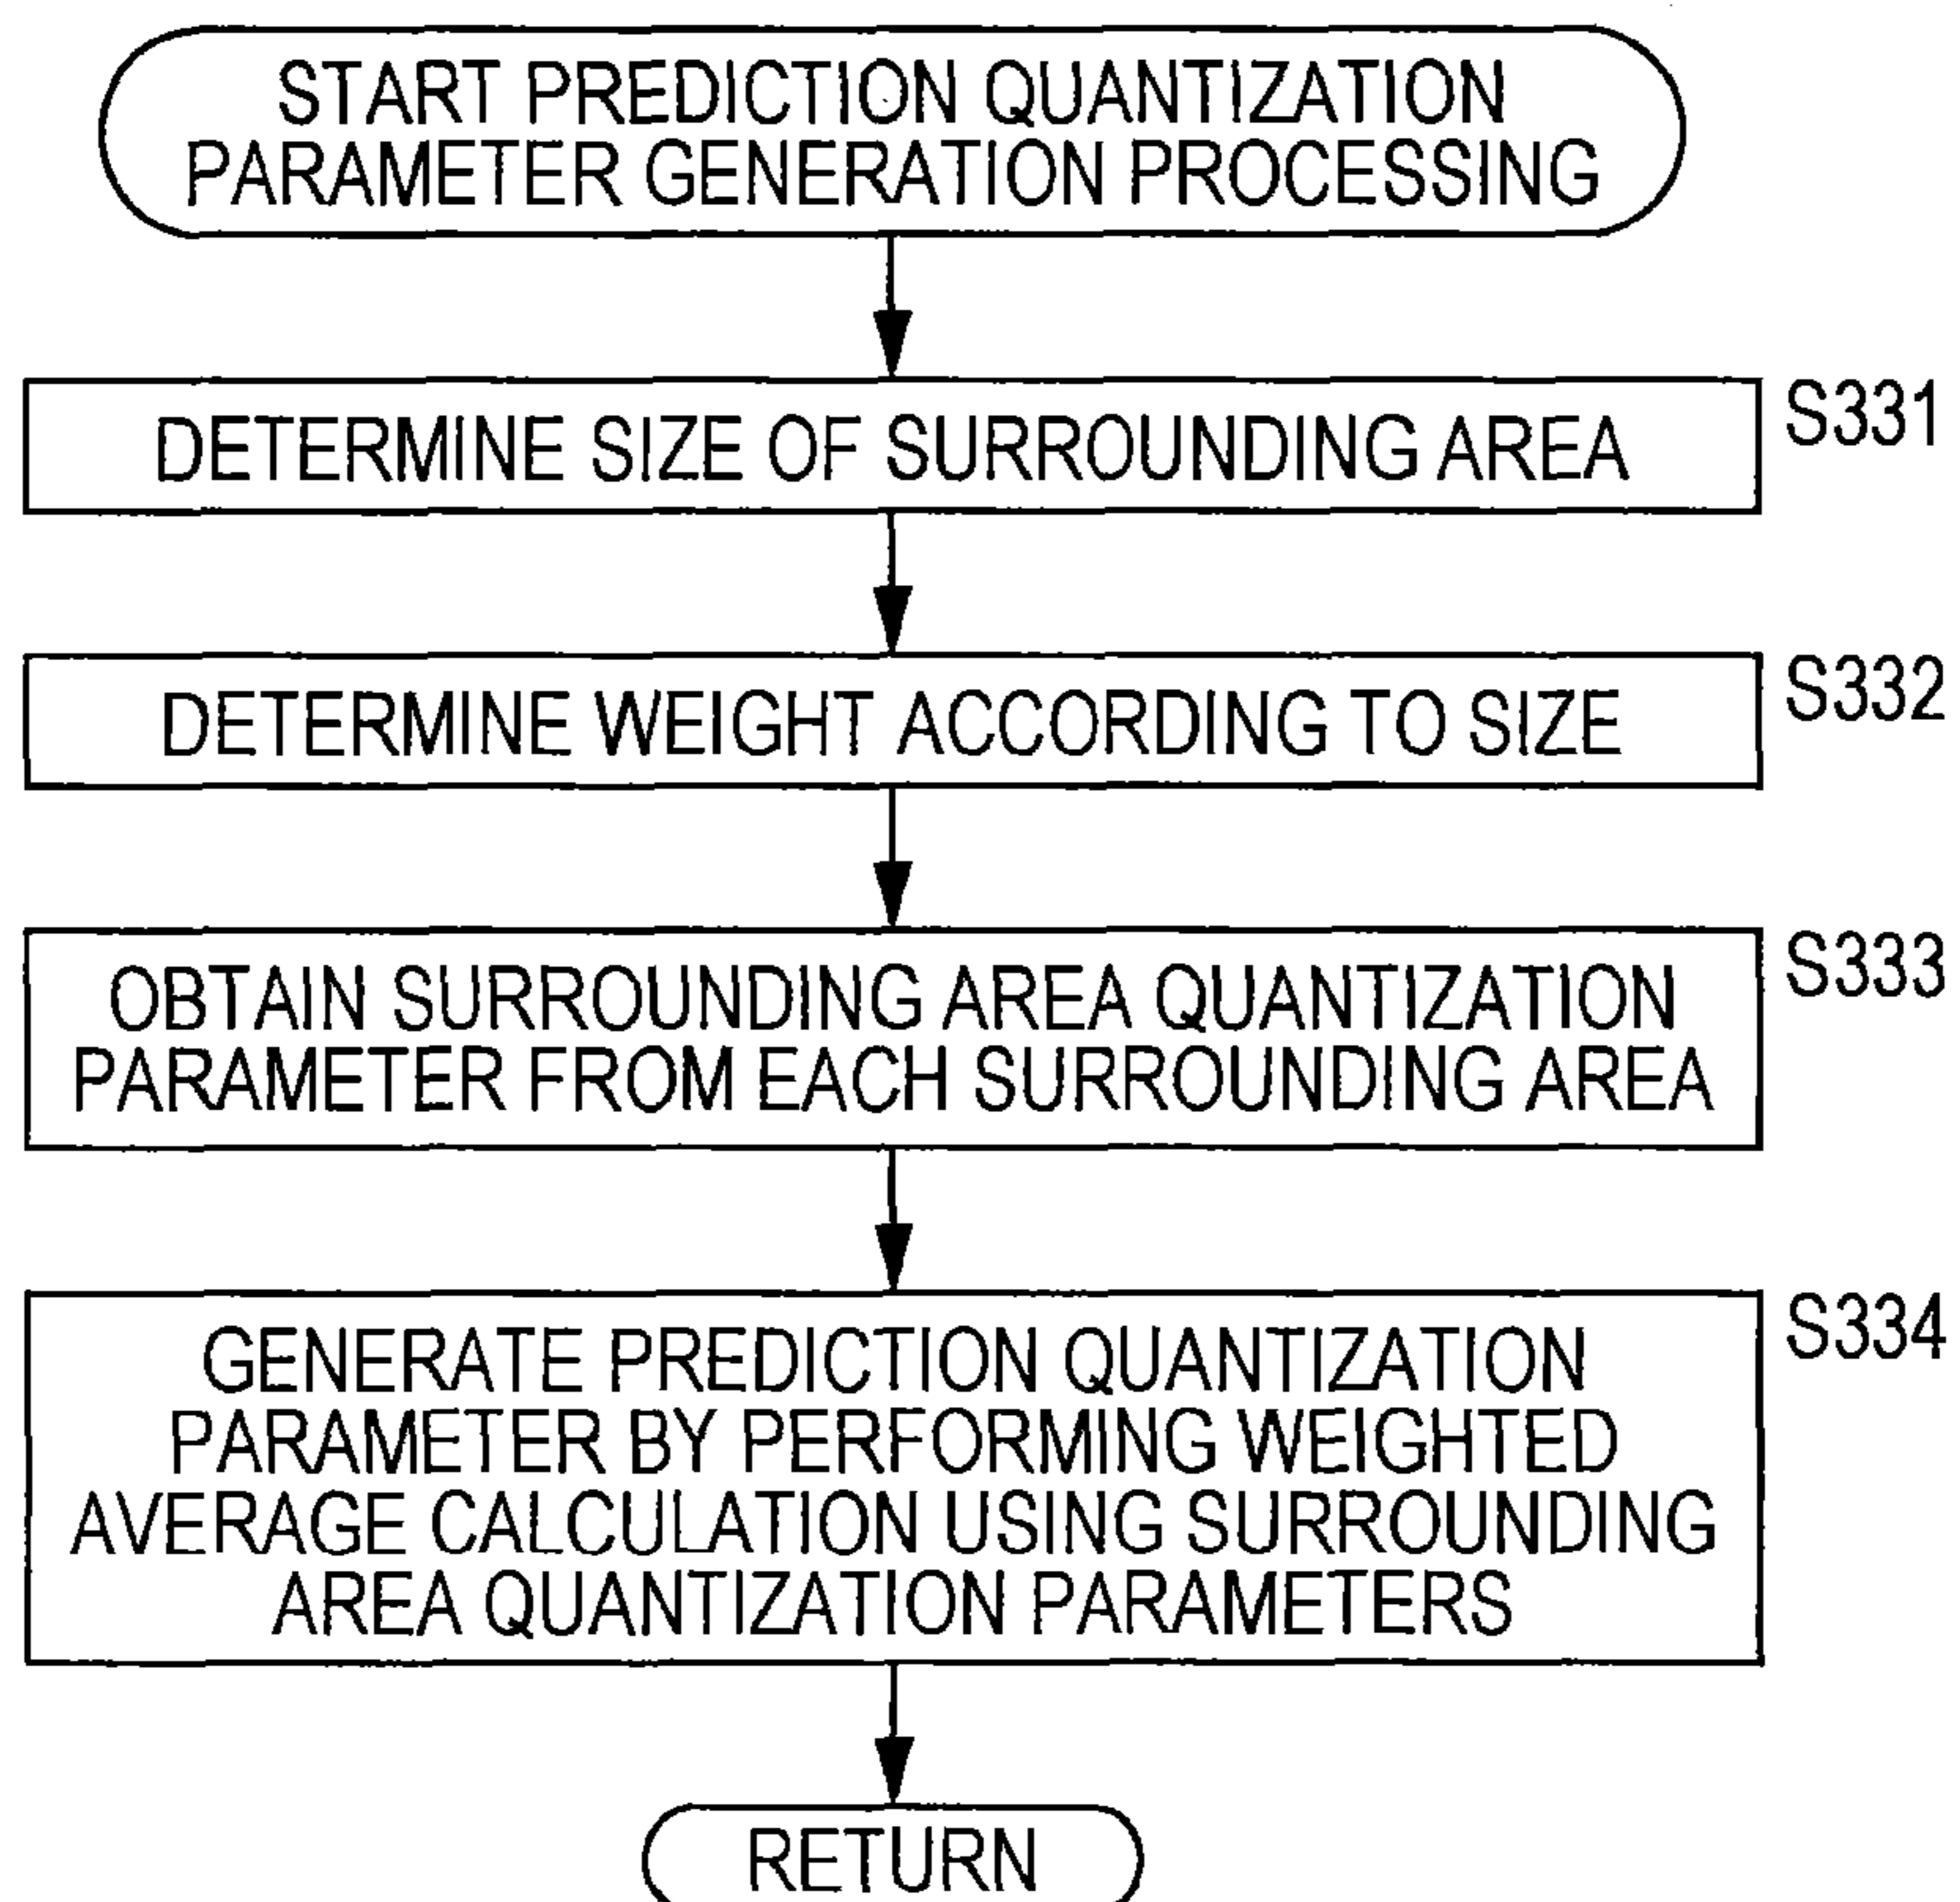 START PREDICTION QUANTIZATION
PARAMETER GENERATION PROCESSING
DETERMINE SIZE OF SURROUNDING AREA
S331
DETERMINE WEIGHT ACCORDING TO SIZE
S332
OBTAIN SURROUNDING AREA QUANTIZATION
PARAMETER FROM EACH SURROUNDING AREA
S333
GENERATE PREDICTION QUANTIZATION
PARAMETER BY PERFORMING WEIGHTED
AVERAGE CALCULATION USING SURROUNDING
AREA QUANTIZATION PARAMETERS
S334
RETURN